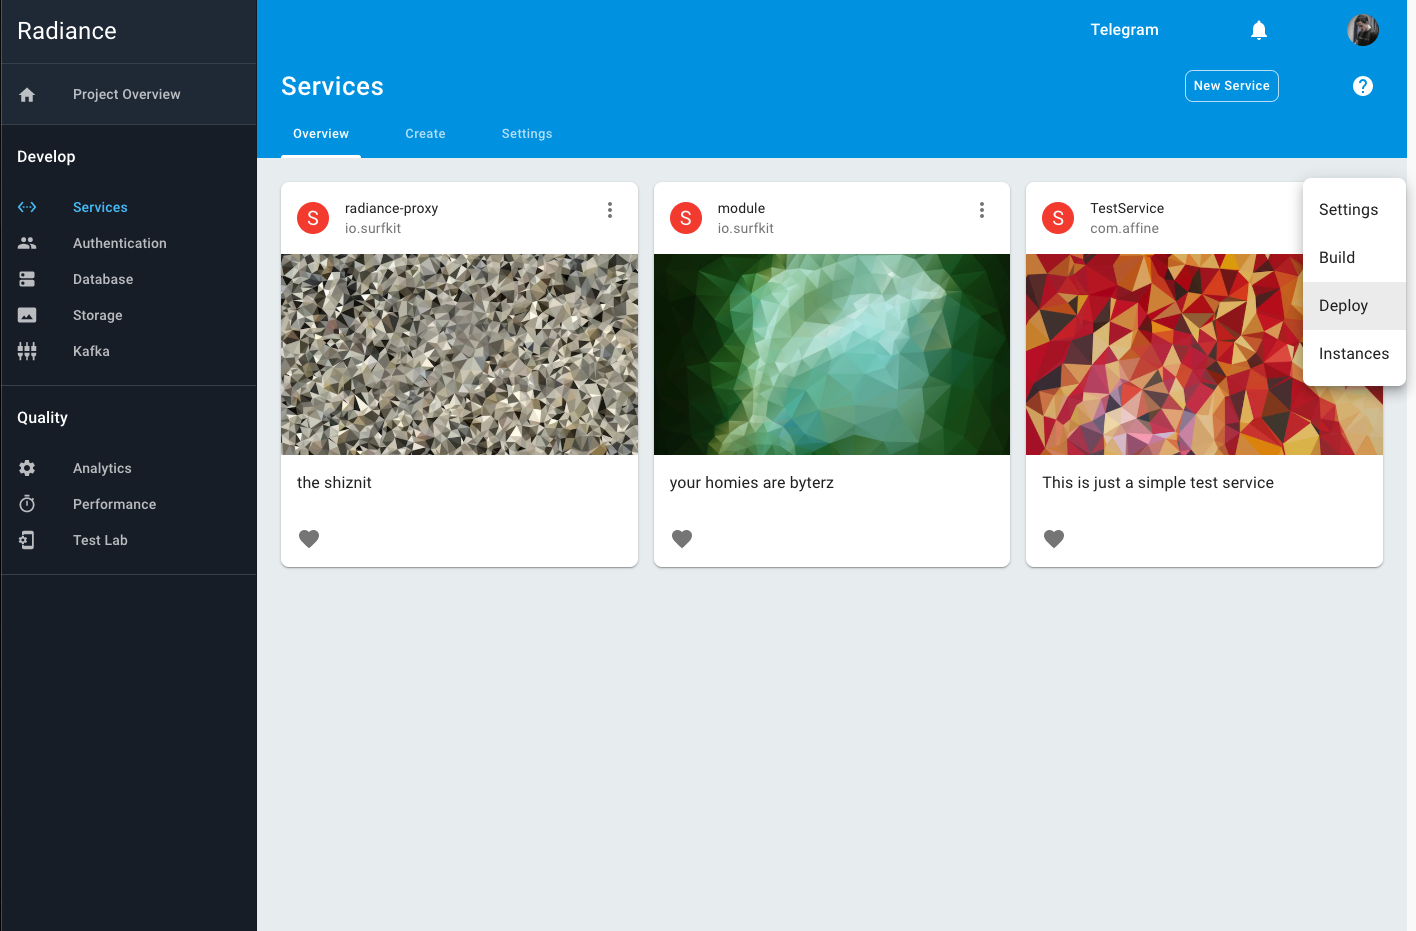 Radiance
Project Overview
Develop
Services
Authentication
Database
Storage
Kafka
Quality
Analytics
Performance
Test Lab
Telegram
Services
New Service
?
Overview
Create
Settings
S
radiance-proxy
io.surfkit
the shiznit
S
module
io.surfkit
your homies are byterz
S
TestService
com.affine
This is just a simple test service
Settings
Build
Deploy
Instances